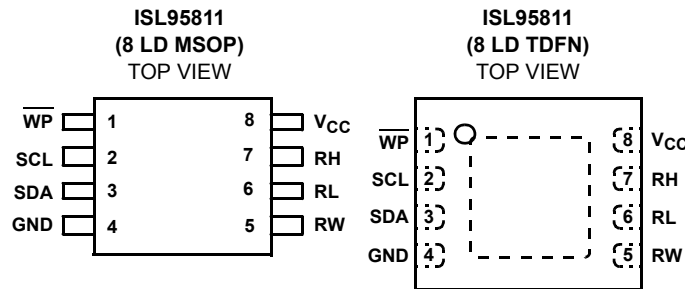 ISL95811
(8 LD MSOP)
TOP VIEW
WP 1 8 VCC
SCL 2 7 RH
SDA 3 6 RL
GND 4 5 RW
ISL95811
(8 LD TDFN)
TOP VIEW
WP 1 8 VCC
SCL 2 7 RH
SDA 3 6 RL
GND 4 5 RW